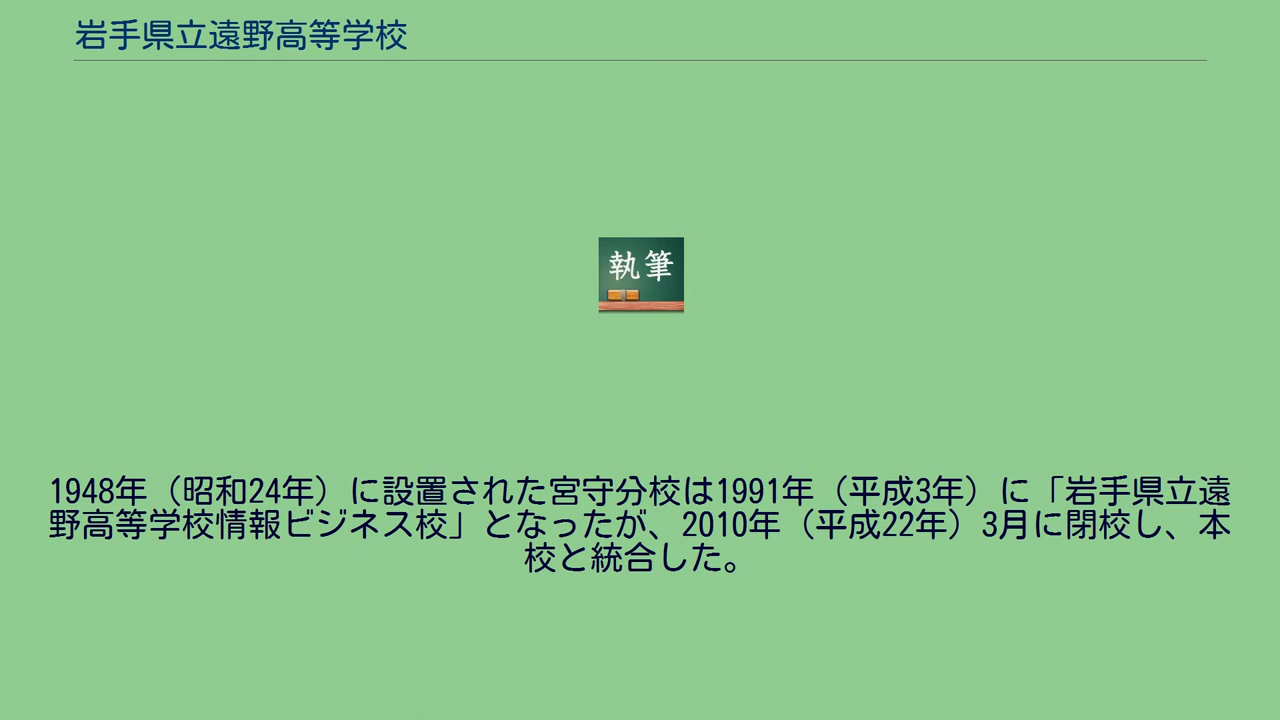 岩手県立遠野高等学校
執筆
1948年（昭和24年）に設置された宮守分校は1991年（平成3年）に「岩手県立遠
野高等学校情報ビジネス校」となったが、2010年（平成22年）3月に閉校し、本
校と統合した。